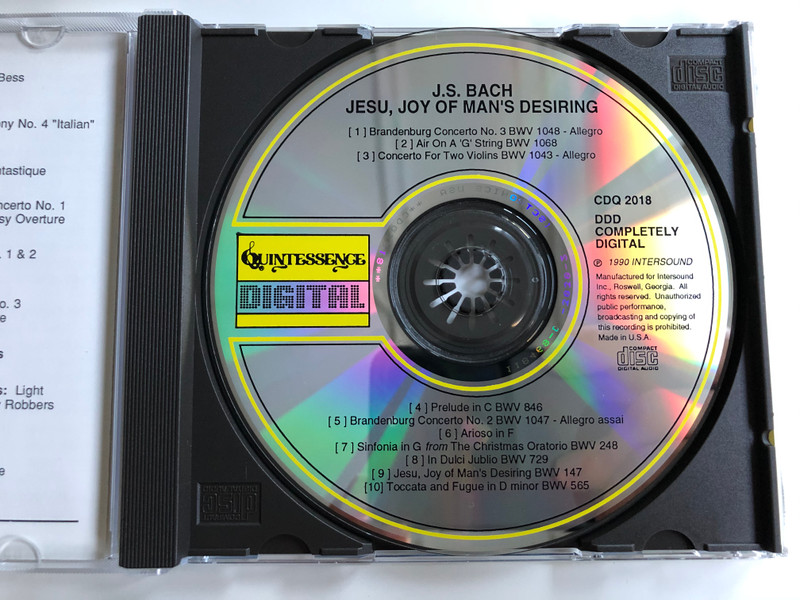 Bess
ny No. 4 "Italian"
ntastique
ncerto No. 1
sy Overture
. 1 & 2
o. 3
e
s
s: Light
Robbers
e
COMPACT
disc
DIGITAL AUDIO
J.S. BACH
JESU, JOY OF MAN'S DESIRING
[ 1 ] Brandenburg Concerto No. 3 BWV 1048 - Allegro
[ 2 ] Air On A 'G' String BWV 1068
[ 3 ] Concerto For Two Violins BWV 1043 - Allegro
QUINTESSENCE
DIGITAL
CDQ 2018
DDD
COMPLETELY
DIGITAL
℗ 1990 INTERSOUND
Manufactured for Intersound
Inc., Roswell, Georgia. All
rights reserved. Unauthorized
public performance,
broadcasting and copying of
this recording is prohibited.
Made in U.S.A.
COMPACT
disc
DIGITAL AUDIO
[ 4 ] Prelude in C BWV 846
[ 5 ] Brandenburg Concerto No. 2 BWV 1047 - Allegro assai
[ 6 ] Arioso in F
[ 7 ] Sinfonia in G from The Christmas Oratorio BWV 248
[ 8 ] In Dulci Jublio BWV 729
[ 9 ] Jesu, Joy of Man's Desiring BWV 147
[10] Toccata and Fugue in D minor BWV 565